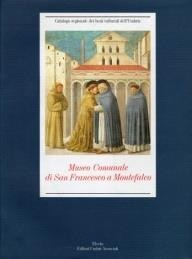 Catalogo regionale dei beni culturali dell'Umbria
Museo Comunale
di San Francesco a Montefalco
Electa
Editori Umbri Associati